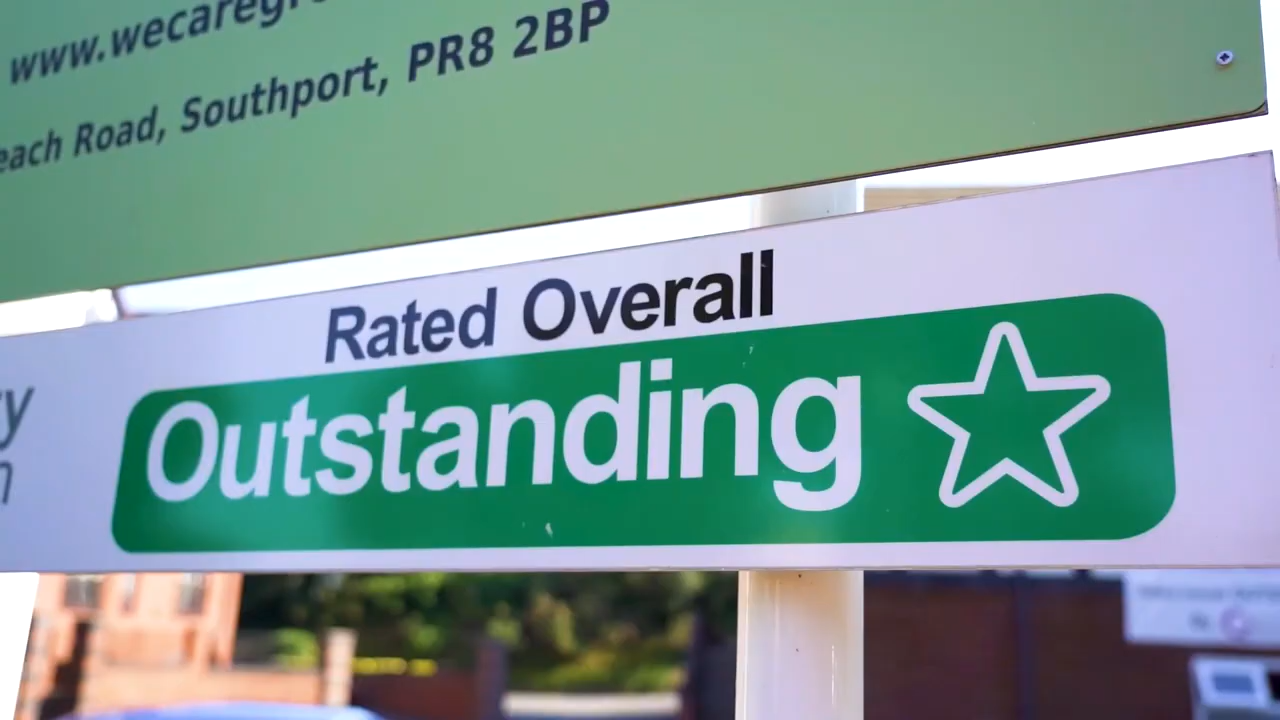 www.wecaregr
each Road, Southport, PR8 2BP
Rated Overall
Outstanding